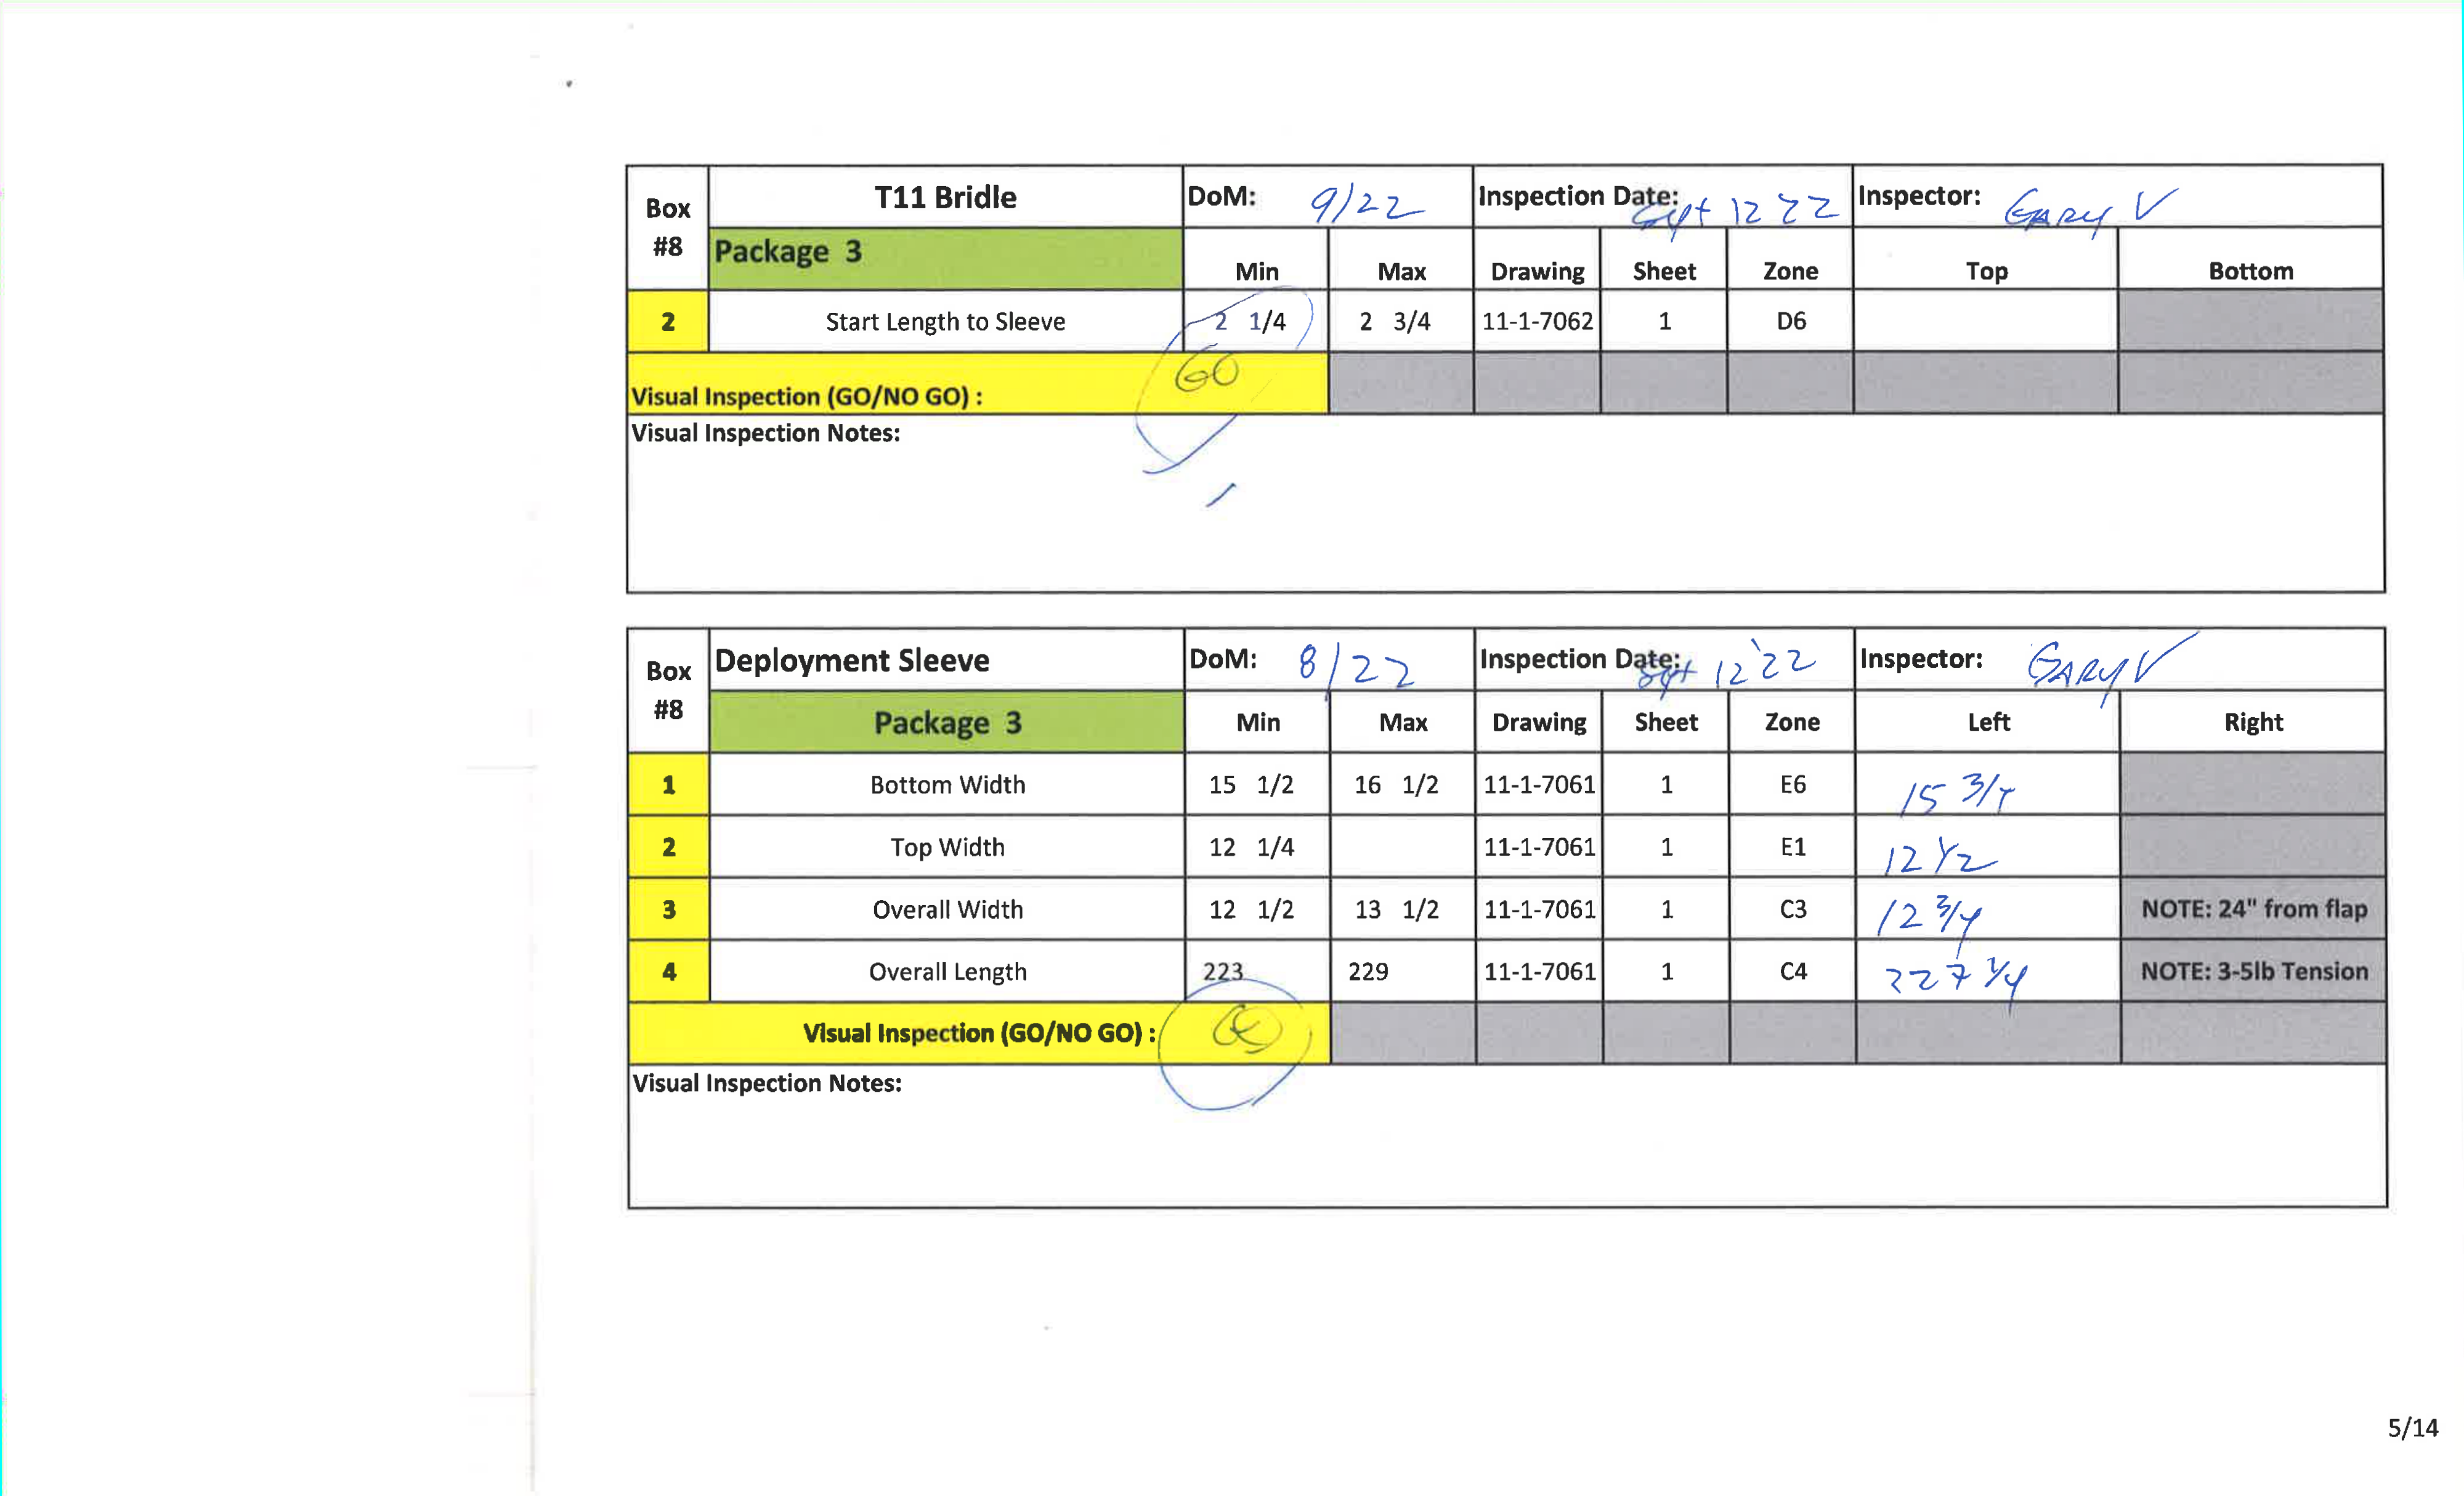 Box #8 T11 Bridle DoM: 9/22 Inspection Date: Sept 12 22 Inspector: GARY V
Package 3 Min Max Drawing Sheet Zone Top Bottom
2 Start Length to Sleeve 2 1/4 2 3/4 11-1-7062 1 D6
Visual Inspection (GO/NO GO) : GO
Visual Inspection Notes:
Box #8 Deployment Sleeve DoM: 8/22 Inspection Date: Sept 12 '22 Inspector: GARY V
Package 3 Min Max Drawing Sheet Zone Left Right
1 Bottom Width 15 1/2 16 1/2 11-1-7061 1 E6 15 3/4
2 Top Width 12 1/4 11-1-7061 1 E1 12 1/2
3 Overall Width 12 1/2 13 1/2 11-1-7061 1 C3 12 3/4 NOTE: 24" from flap
4 Overall Length 223 229 11-1-7061 1 C4 227 1/4 NOTE: 3-5lb Tension
Visual Inspection (GO/NO GO) :
Visual Inspection Notes:
5/14